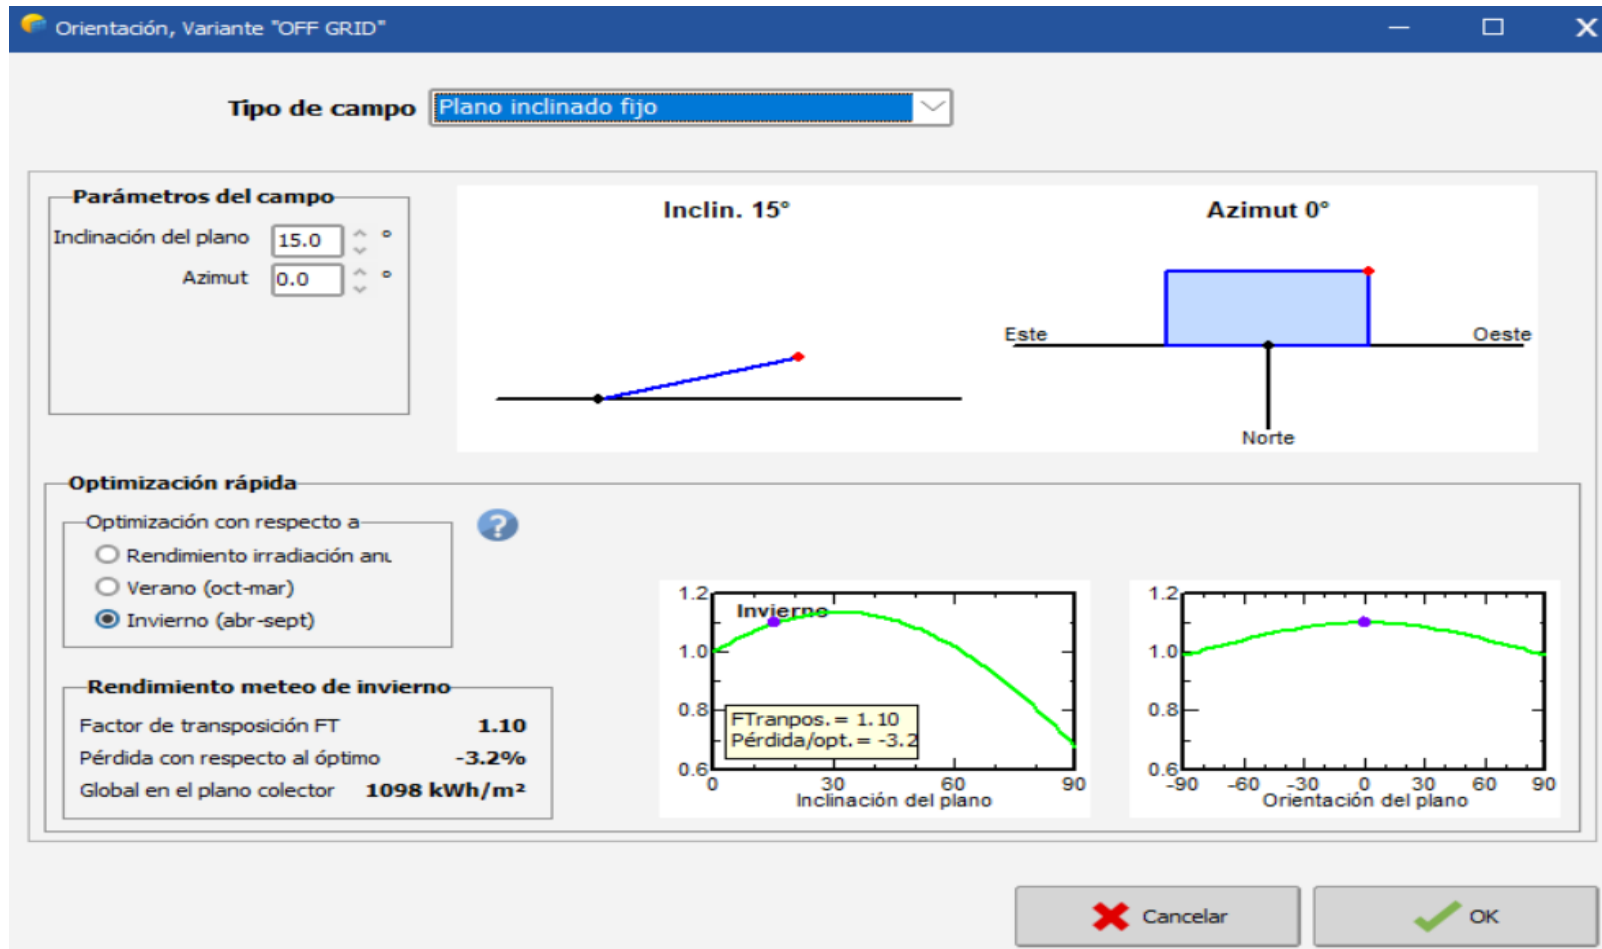 Orientación, Variante "OFF GRID"
Tipo de campo Plano inclinado fijo
Parámetros del campo
Inclinación del plano 15.0 °
Azimut 0.0 °
Inclin. 15°
Azimut 0°
Este
Oeste
Norte
Optimización rápida
Optimización con respecto a
Rendimiento irradiación anu
Verano (oct-mar)
Invierno (abr-sept)
?
Rendimiento meteo de invierno
Factor de transposición FT 1.10
Pérdida con respecto al óptimo -3.2%
Global en el plano colector 1098 kWh/m²
1.2
1.0
0.8
0.6
Invierno
FTranpos.= 1.10
Pérdida/opt.= -3.2
0 30 60 90
Inclinación del plano
1.2
1.0
0.8
0.6
-90 -60 -30 0 30 60 90
Orientación del plano
Cancelar
OK